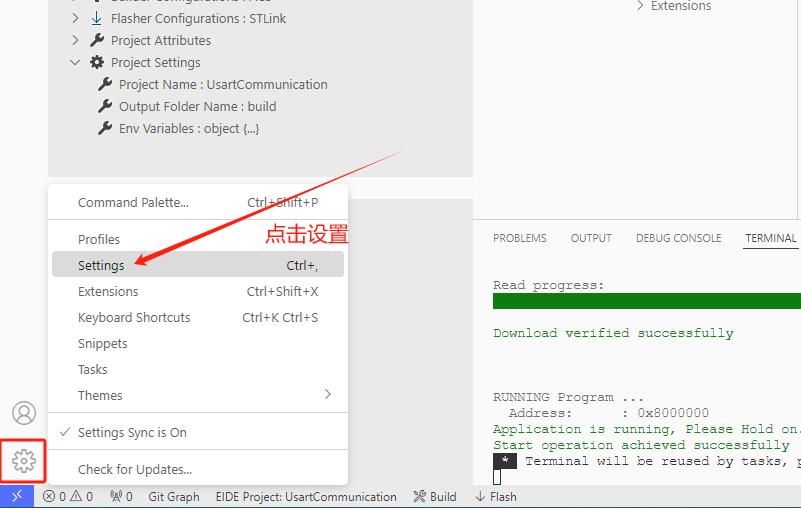 Flasher Configurations : STLink
Extensions
Project Attributes
Project Settings
Project Name : UsartCommunication
Output Folder Name : build
Env Variables : object {...}
Command Palette... Ctrl+Shift+P
点击设置
Profiles
Settings Ctrl+,
Extensions Ctrl+Shift+X
Keyboard Shortcuts Ctrl+K Ctrl+S
Snippets
Tasks
Themes
Settings Sync is On
Check for Updates...
PROBLEMS OUTPUT DEBUG CONSOLE TERMINAL
Read progress:
Download verified successfully
RUNNING Program ...
Address: : 0x8000000
Application is running, Please Hold on.
Start operation achieved successfully
* Terminal will be reused by tasks, p
0 0 0 Git Graph EIDE Project: UsartCommunication Build Flash